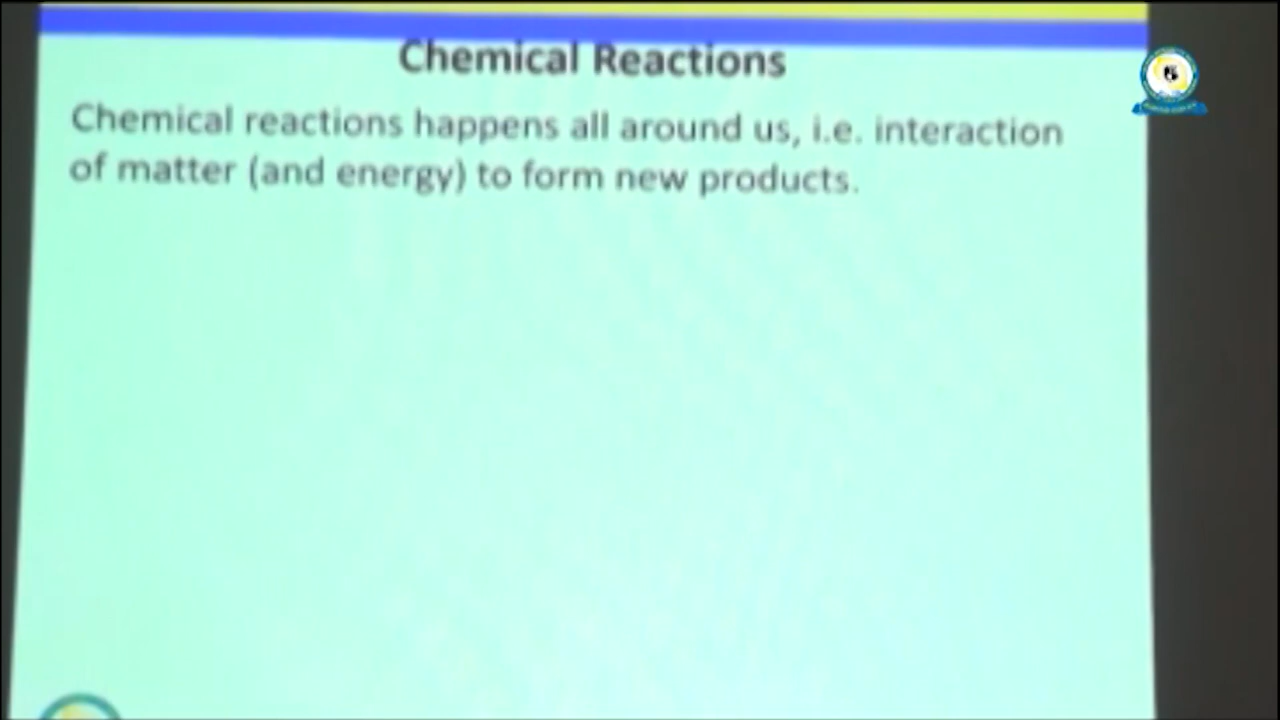 Chemical Reactions
Chemical reactions happens all around us, i.e. interaction
of matter (and energy) to form new products.